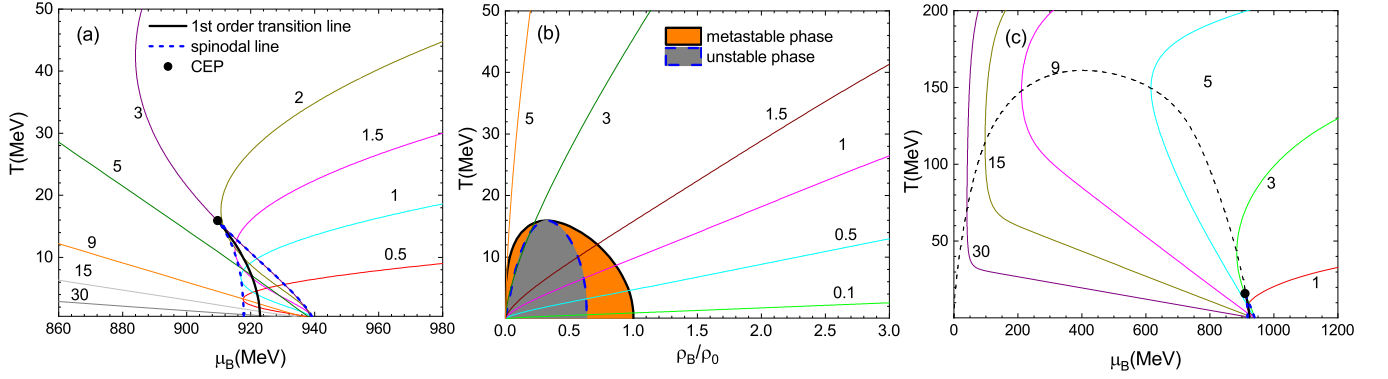 (a)
1st order transition line
spinodal line
CEP
3
2
1.5
5
1
9
15
0.5
30
50
40
30
20
10
T(MeV)
860 880 900 920 940 960 980
μB(MeV)
(b)
metastable phase
unstable phase
5
3
1.5
1
0.5
0.1
50
40
30
20
10
0
T(MeV)
0.0 0.5 1.0 1.5 2.0 2.5 3.0
ρB/ρ0
(c)
9
5
15
3
30
1
200
150
100
50
T(MeV)
0 200 400 600 800 1000 1200
μB(MeV)